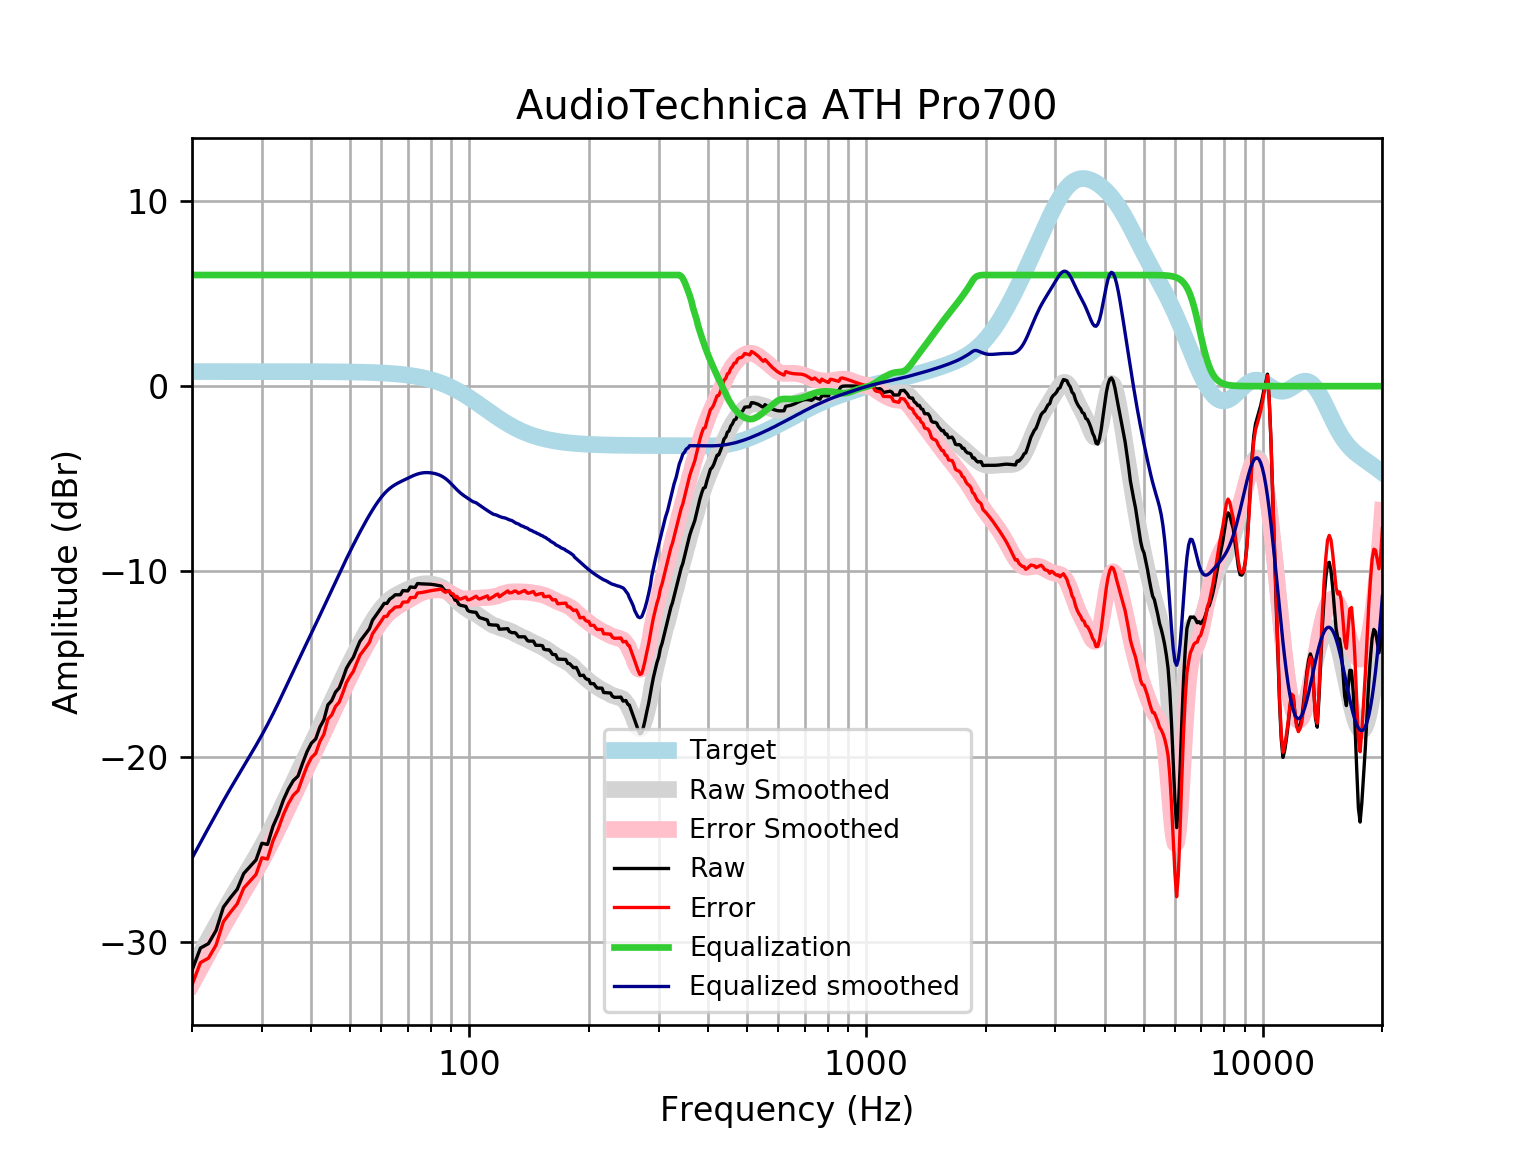 AudioTechnica ATH Pro700
10
0
−10
−20
−30
Amplitude (dBr)
Target
Raw Smoothed
Error Smoothed
Raw
Error
Equalization
Equalized smoothed
100
1000
10000
Frequency (Hz)